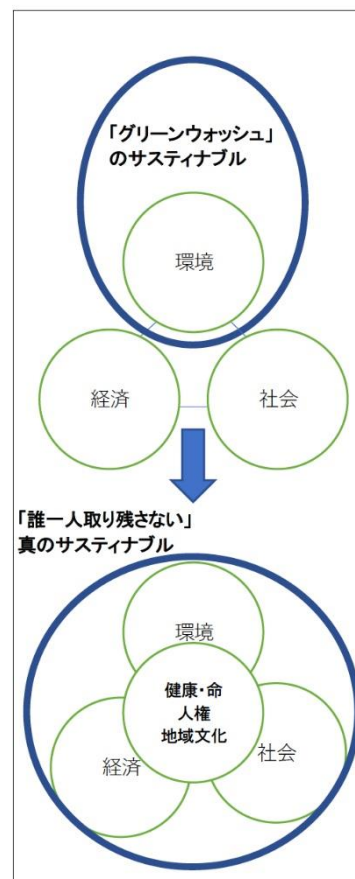 「グリーンウォッシュ」
のサスティナブル
環境
経済
社会
「誰一人取り残さない」
真のサスティナブル
環境
健康・命
人権
地域文化
経済
社会